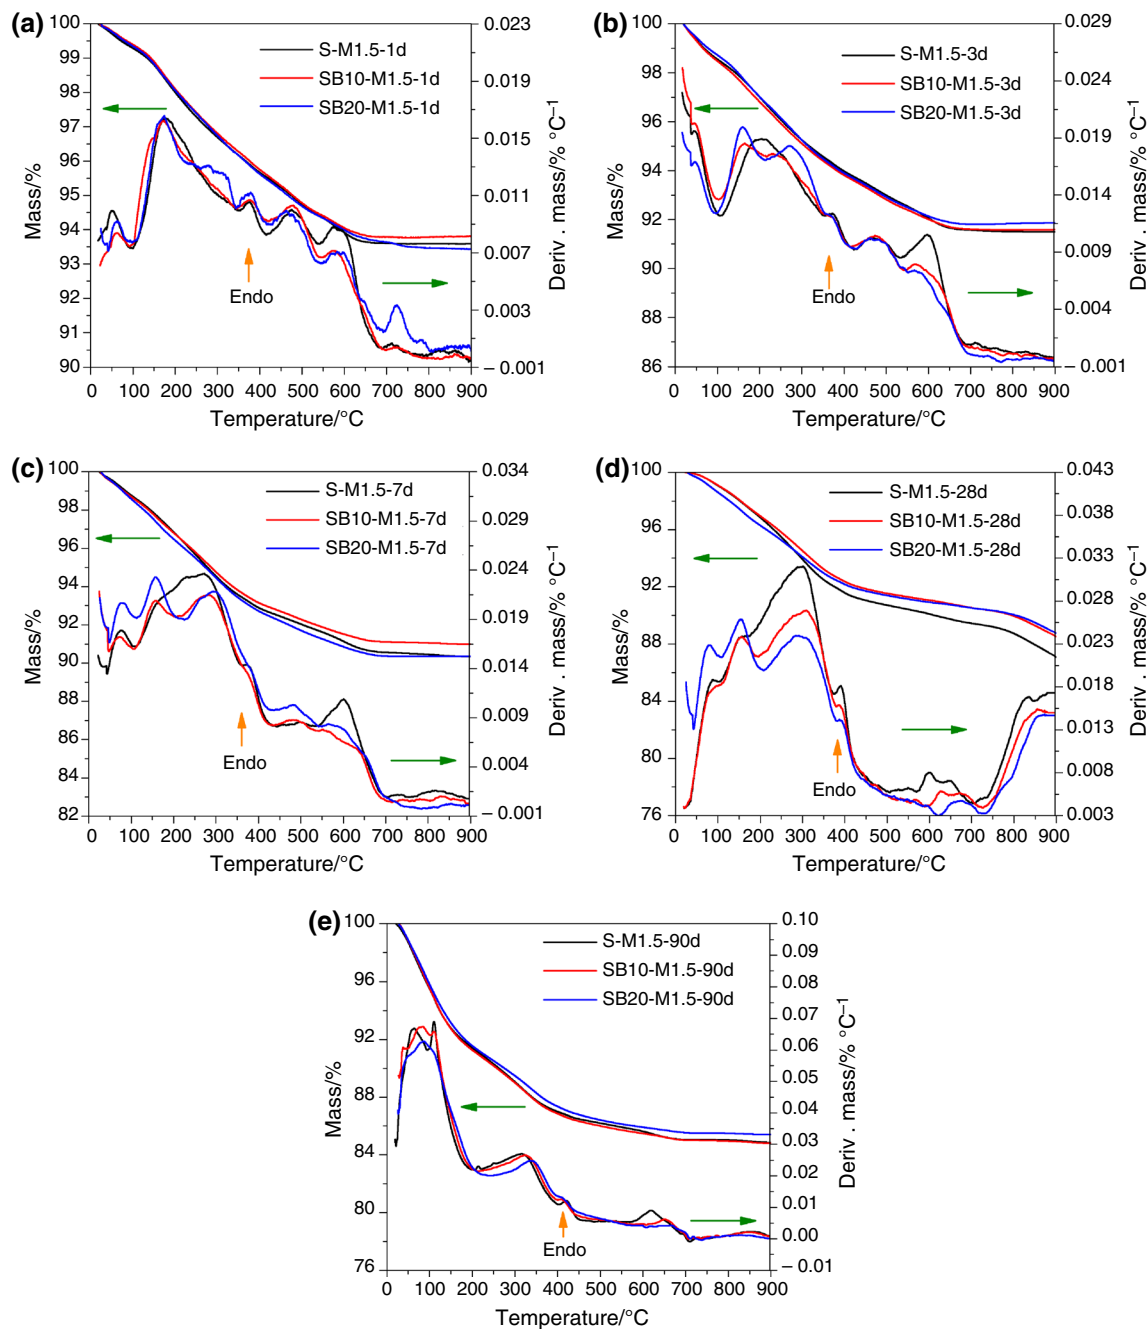 (a)
100
99
98
97
96
95
94
93
92
91
90
Mass/%
0.023
0.019
0.015
0.011
0.007
0.003
– 0.001
Deriv . mass/% °C⁻¹
S-M1.5-1d
SB10-M1.5-1d
SB20-M1.5-1d
Endo
0 100 200 300 400 500 600 700 800 900
Temperature/°C
(b)
100
98
96
94
92
90
88
86
Mass/%
0.029
0.024
0.019
0.014
0.009
0.004
– 0.001
Deriv . mass/% °C⁻¹
S-M1.5-3d
SB10-M1.5-3d
SB20-M1.5-3d
Endo
0 100 200 300 400 500 600 700 800 900
Temperature/°C
(c)
100
98
96
94
92
90
88
86
84
82
Mass/%
0.034
0.029
0.024
0.019
0.014
0.009
0.004
– 0.001
Deriv . mass/% °C⁻¹
S-M1.5-7d
SB10-M1.5-7d
SB20-M1.5-7d
Endo
0 100 200 300 400 500 600 700 800 900
Temperature/°C
(d)
100
96
92
88
84
80
76
Mass/%
0.043
0.038
0.033
0.028
0.023
0.018
0.013
0.008
0.003
Deriv . mass/% °C⁻¹
S-M1.5-28d
SB10-M1.5-28d
SB20-M1.5-28d
Endo
0 100 200 300 400 500 600 700 800 900
Temperature/°C
(e)
100
96
92
88
84
80
76
Mass/%
0.10
0.09
0.08
0.07
0.06
0.05
0.04
0.03
0.02
0.01
0.00
– 0.01
Deriv . mass/% °C⁻¹
S-M1.5-90d
SB10-M1.5-90d
SB20-M1.5-90d
Endo
0 100 200 300 400 500 600 700 800 900
Temperature/°C